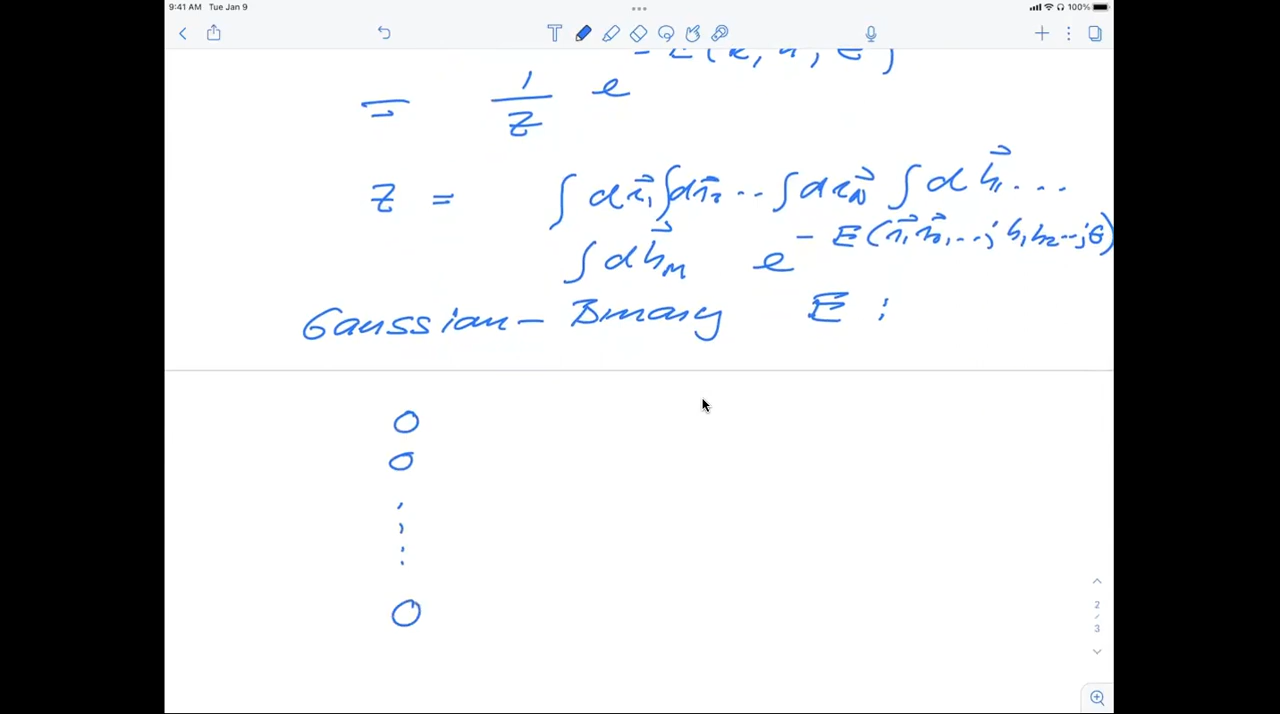 9:41 AM Tue Jan 9
100%
= 1/Z e
Z = ∫ dx⃗₁ ∫ dx⃗₂ ... ∫ dx⃗_N ∫ dh⃗₁ ...
∫ dh⃗_M e^{-E(x⃗₁ x⃗₂, ...; h₁ h₂ ...; Θ)}
Gaussian - Binary E :
2
3